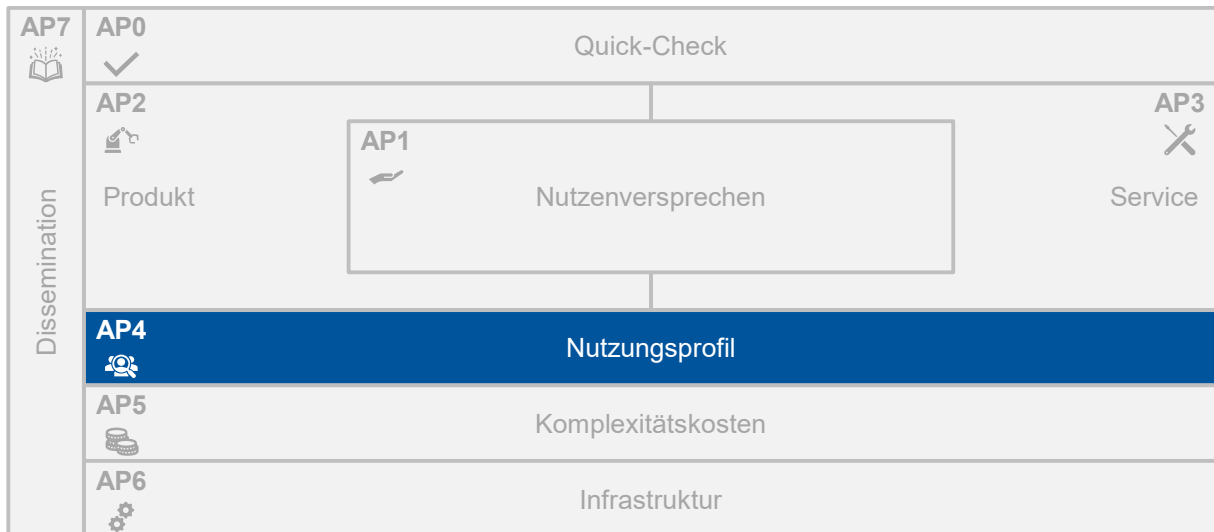 AP7
Dissemination
AP0
Quick-Check
AP2
Produkt
AP1
Nutzenversprechen
AP3
Service
AP4
Nutzungsprofil
AP5
Komplexitätskosten
AP6
Infrastruktur